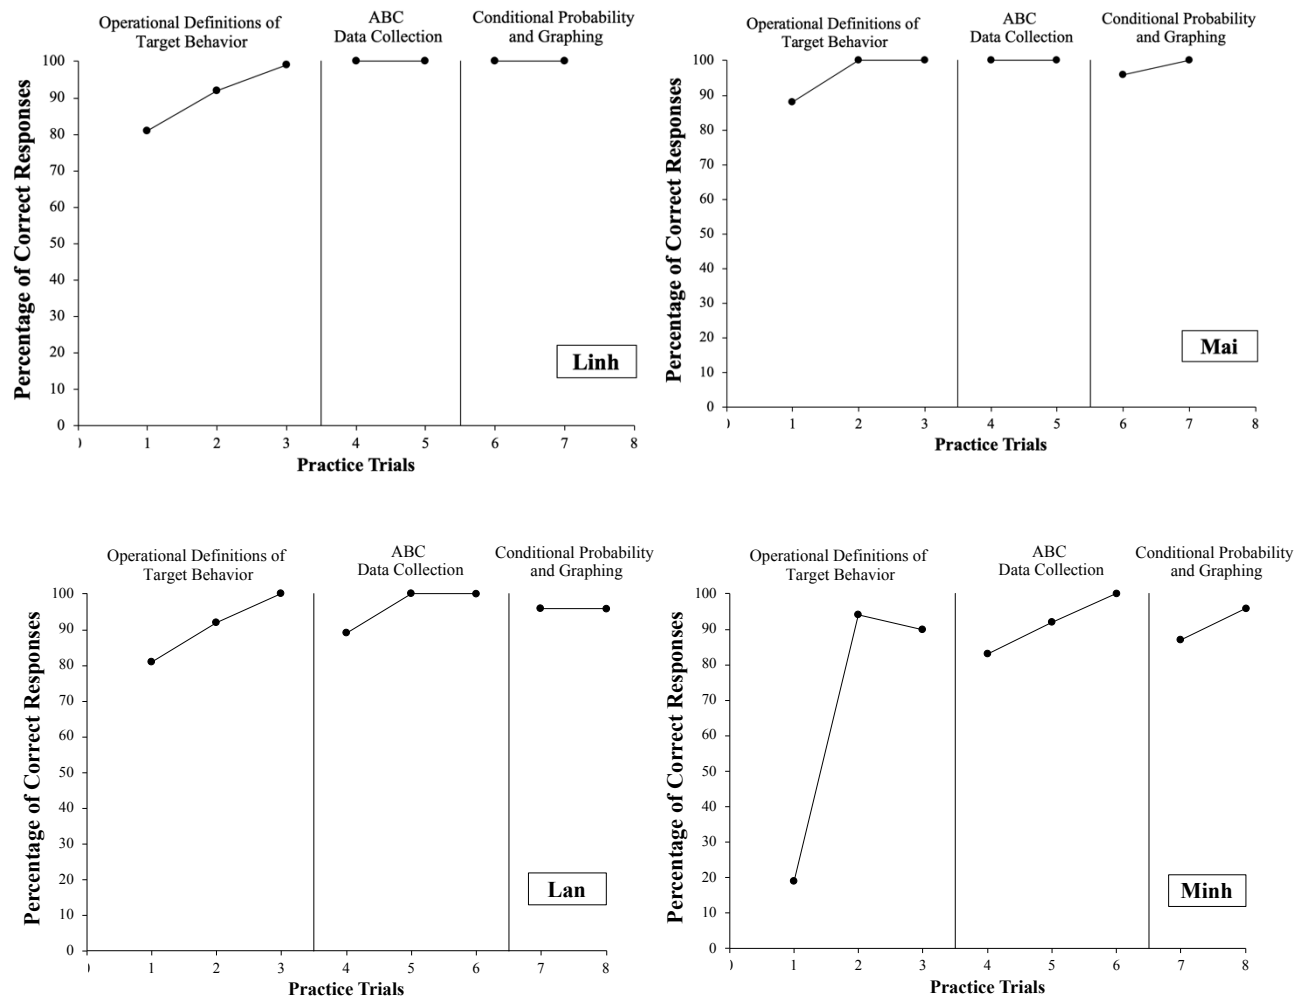 Operational Definitions of
Target Behavior
ABC
Data Collection
Conditional Probability
and Graphing
Percentage of Correct Responses
100
90
80
70
60
50
40
30
20
10
0
Linh
0 1 2 3 4 5 6 7 8
Practice Trials
Operational Definitions of
Target Behavior
ABC
Data Collection
Conditional Probability
and Graphing
Percentage of Correct Responses
100
90
80
70
60
50
40
30
20
10
0
Mai
0 1 2 3 4 5 6 7 8
Practice Trials
Operational Definitions of
Target Behavior
ABC
Data Collection
Conditional Probability
and Graphing
Percentage of Correct Responses
100
90
80
70
60
50
40
30
20
10
0
Lan
0 1 2 3 4 5 6 7 8
Practice Trials
Operational Definitions of
Target Behavior
ABC
Data Collection
Conditional Probability
and Graphing
Percentage of Correct Responses
100
90
80
70
60
50
40
30
20
10
0
Minh
0 1 2 3 4 5 6 7 8
Practice Trials